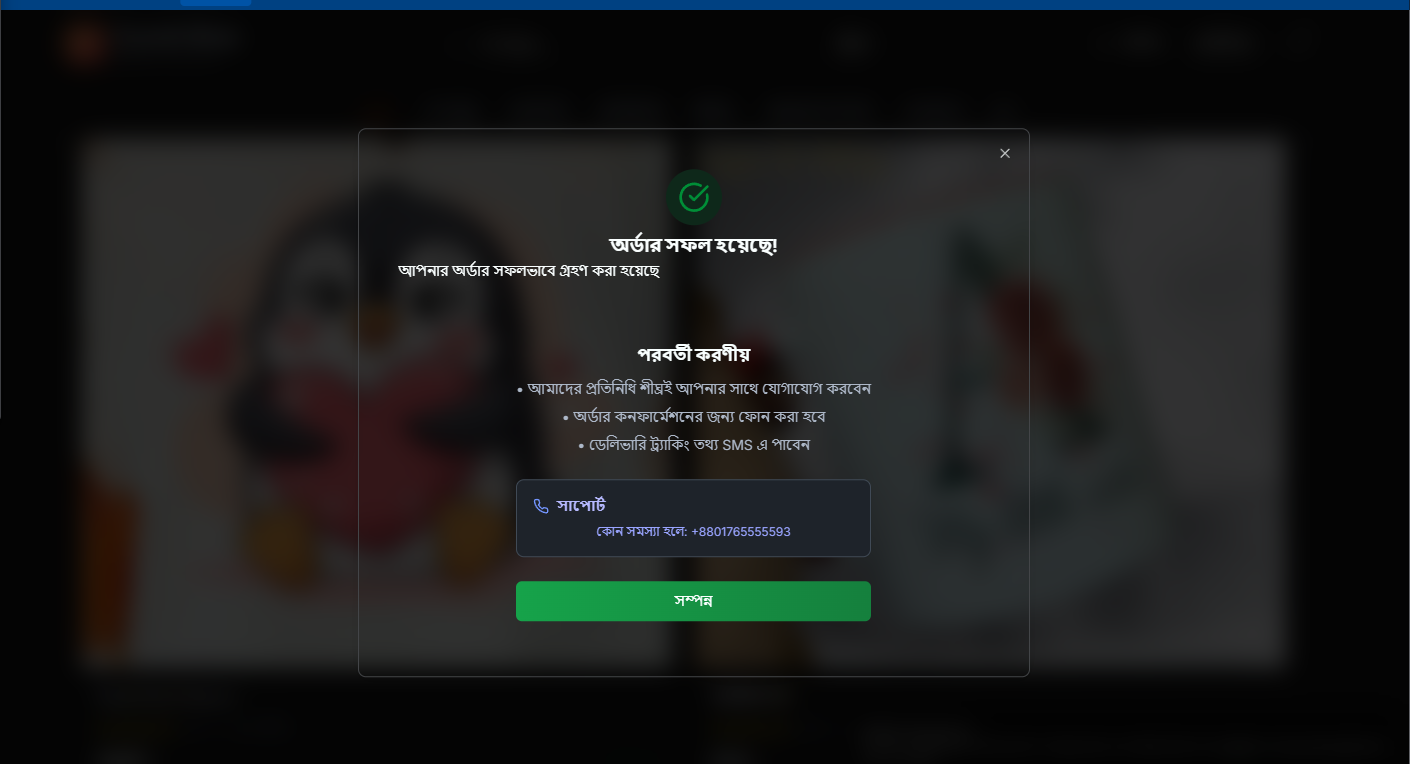 অর্ডার সফল হয়েছে!
আপনার অর্ডার সফলভাবে গ্রহণ করা হয়েছে
পরবর্তী করণীয়
• আমাদের প্রতিনিধি শীঘ্রই আপনার সাথে যোগাযোগ করবেন
• অর্ডার কনফার্মেশনের জন্য ফোন করা হবে
• ডেলিভারি ট্র্যাকিং তথ্য SMS এ পাবেন
সাপোর্ট
কোন সমস্যা হলে: +8801765555593
সম্পন্ন